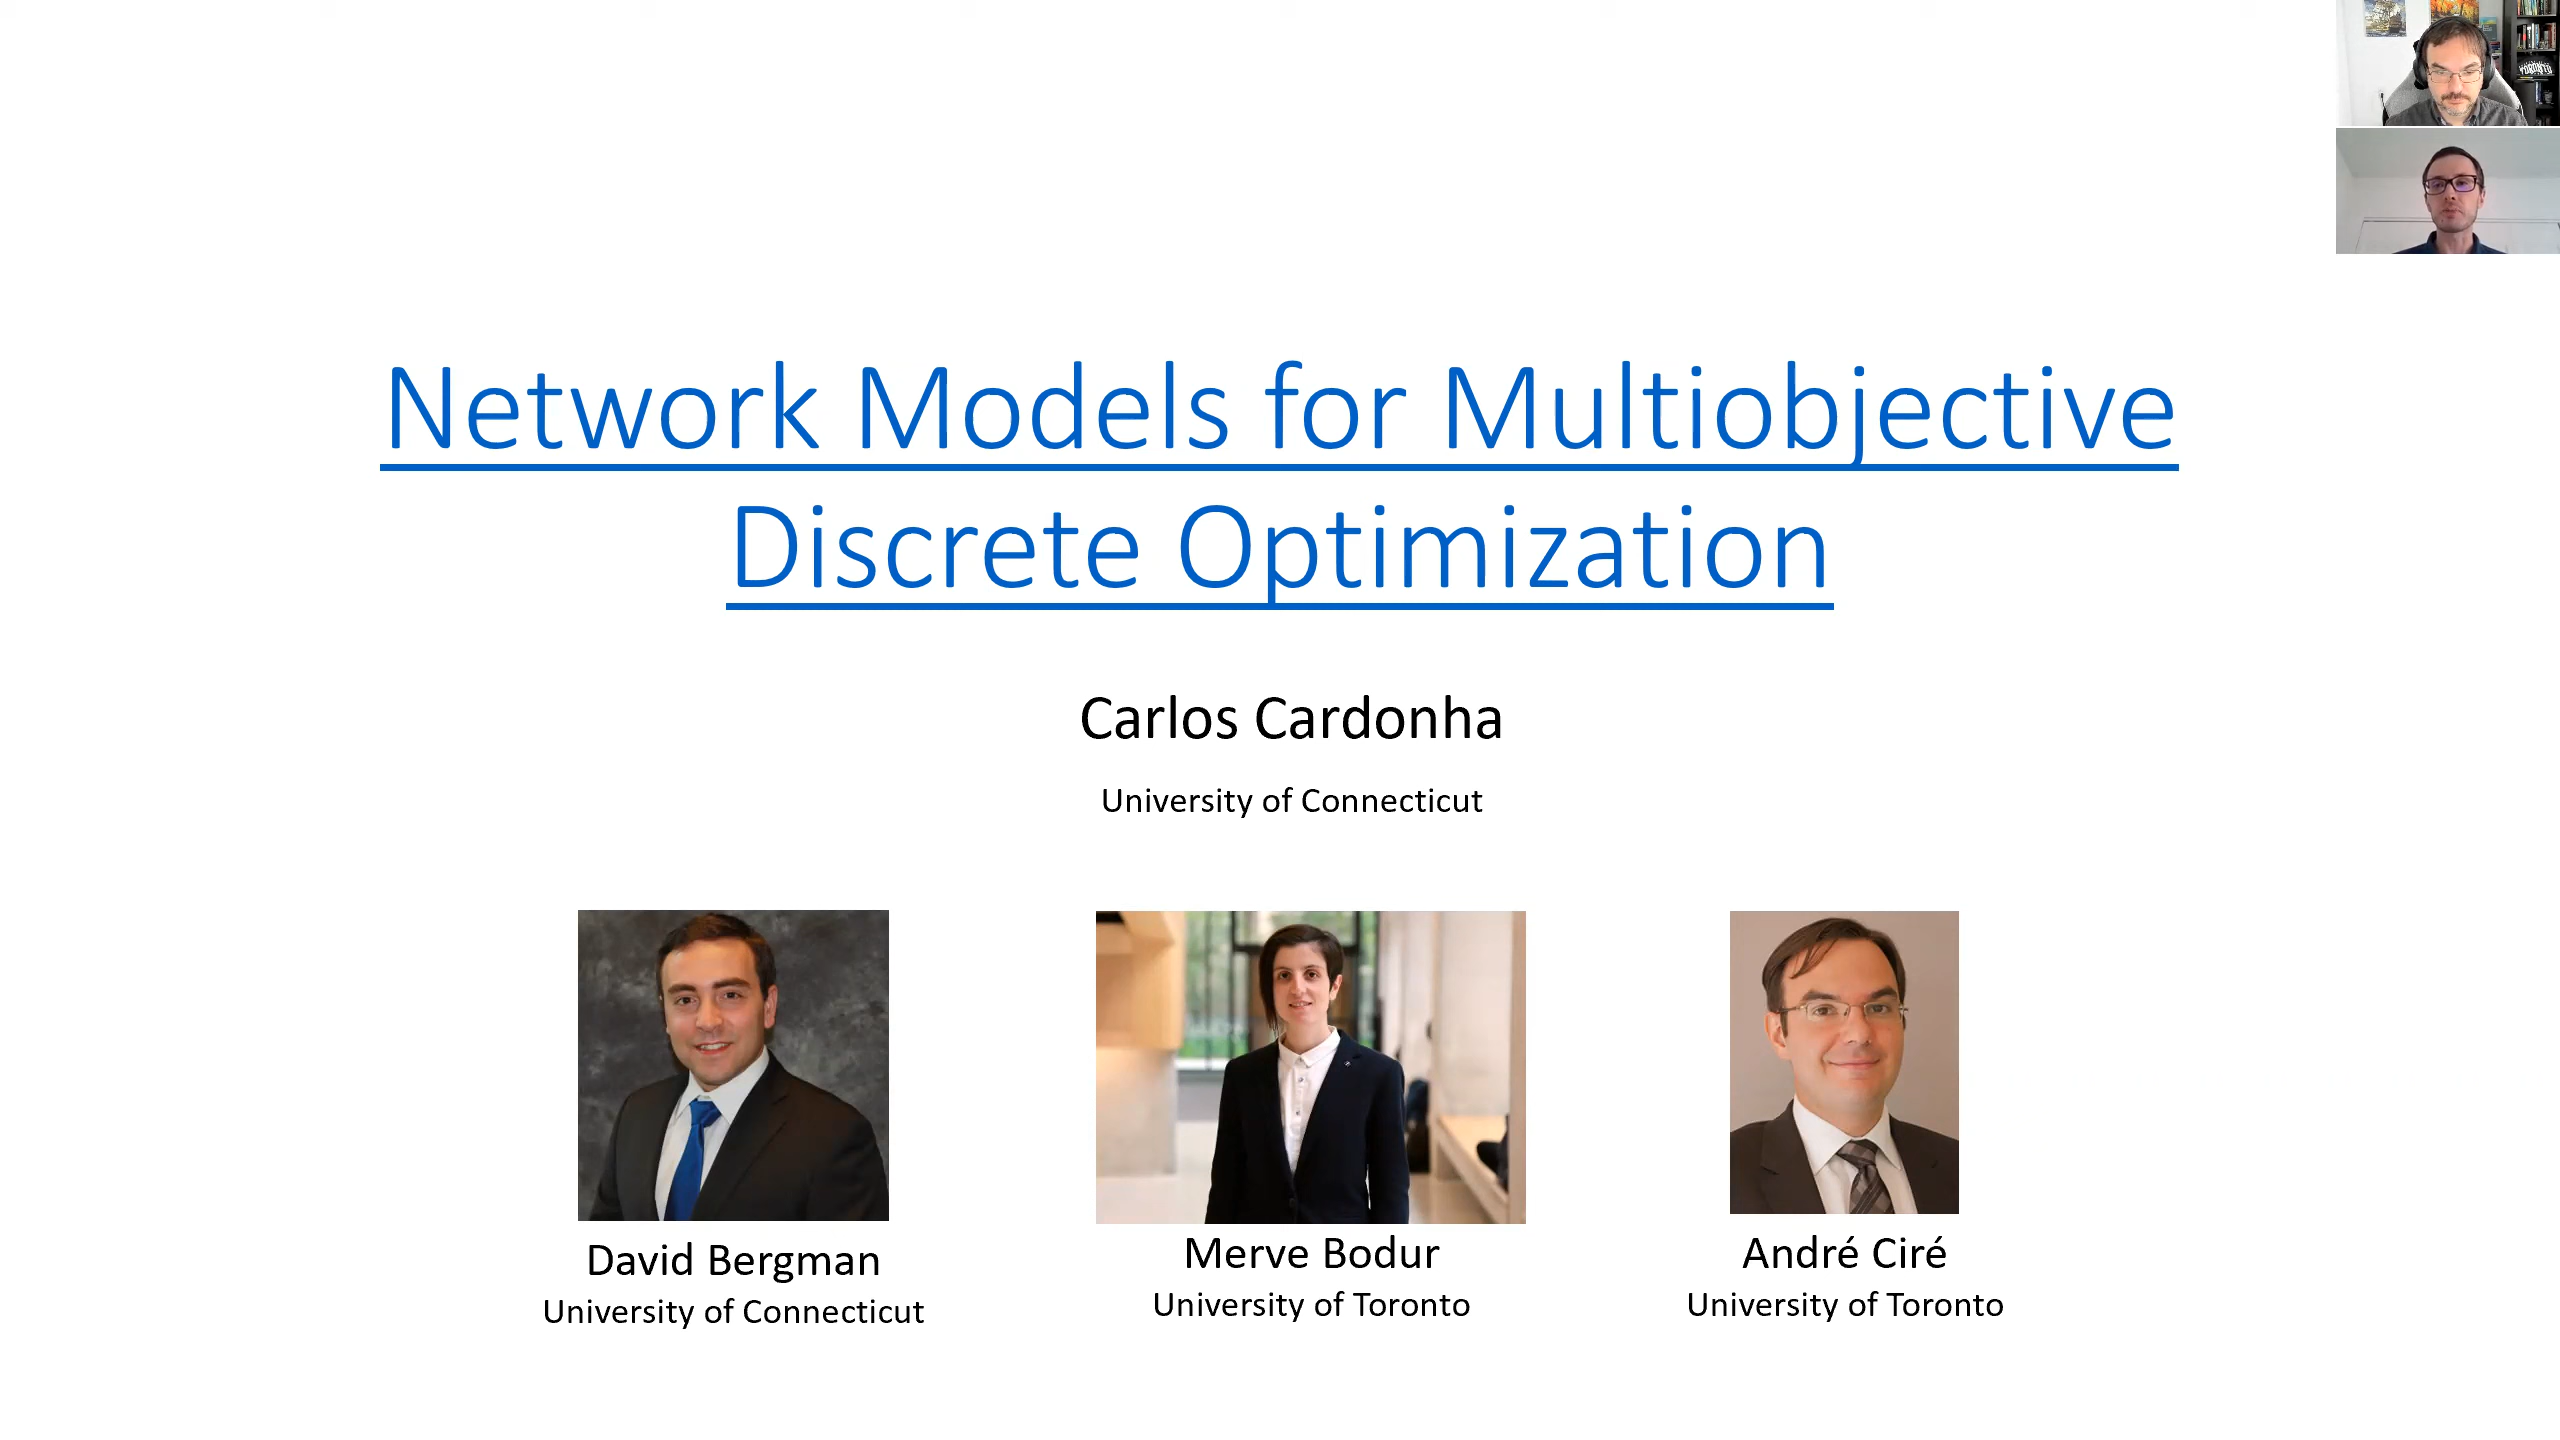 Network Models for Multiobjective
Discrete Optimization
Carlos Cardonha
University of Connecticut
David Bergman
University of Connecticut
Merve Bodur
University of Toronto
André Ciré
University of Toronto
TORONTO